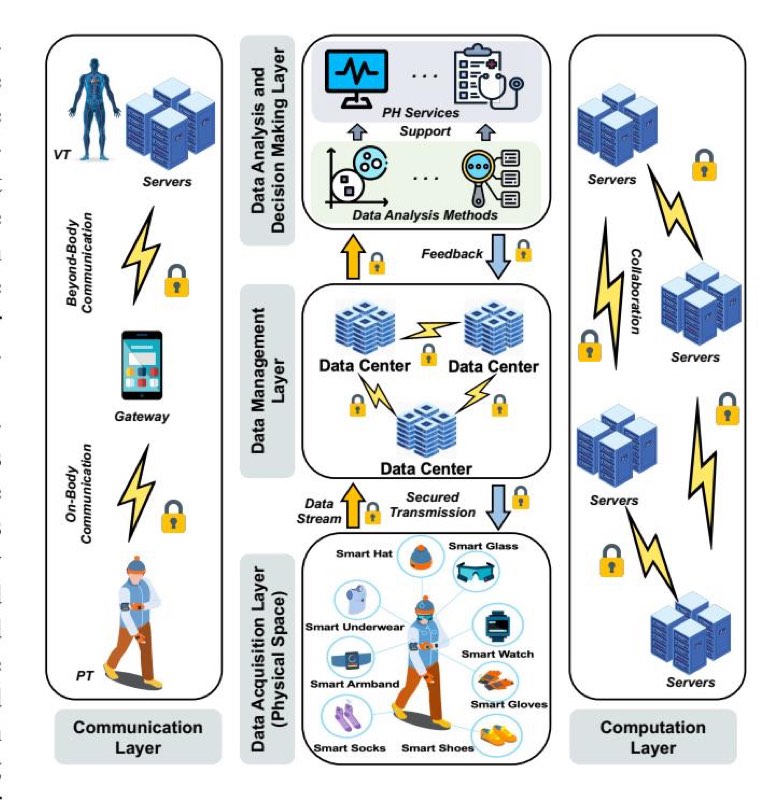 VT
Servers
Beyond-Body
Communication
Gateway
On-Body
Communication
PT
Communication
Layer
Data Analysis and
Decision Making Layer
PH Services
Support
Data Analysis Methods
Feedback
Data Management
Layer
Data Center
Data Center
Data Center
Data
Stream
Secured
Transmission
Data Acquisition Layer
(Physical Space)
Smart Hat
Smart Glass
Smart Underwear
Smart Watch
Smart Armband
Smart Gloves
Smart Socks
Smart Shoes
Servers
Collaboration
Servers
Servers
Servers
Computation
Layer